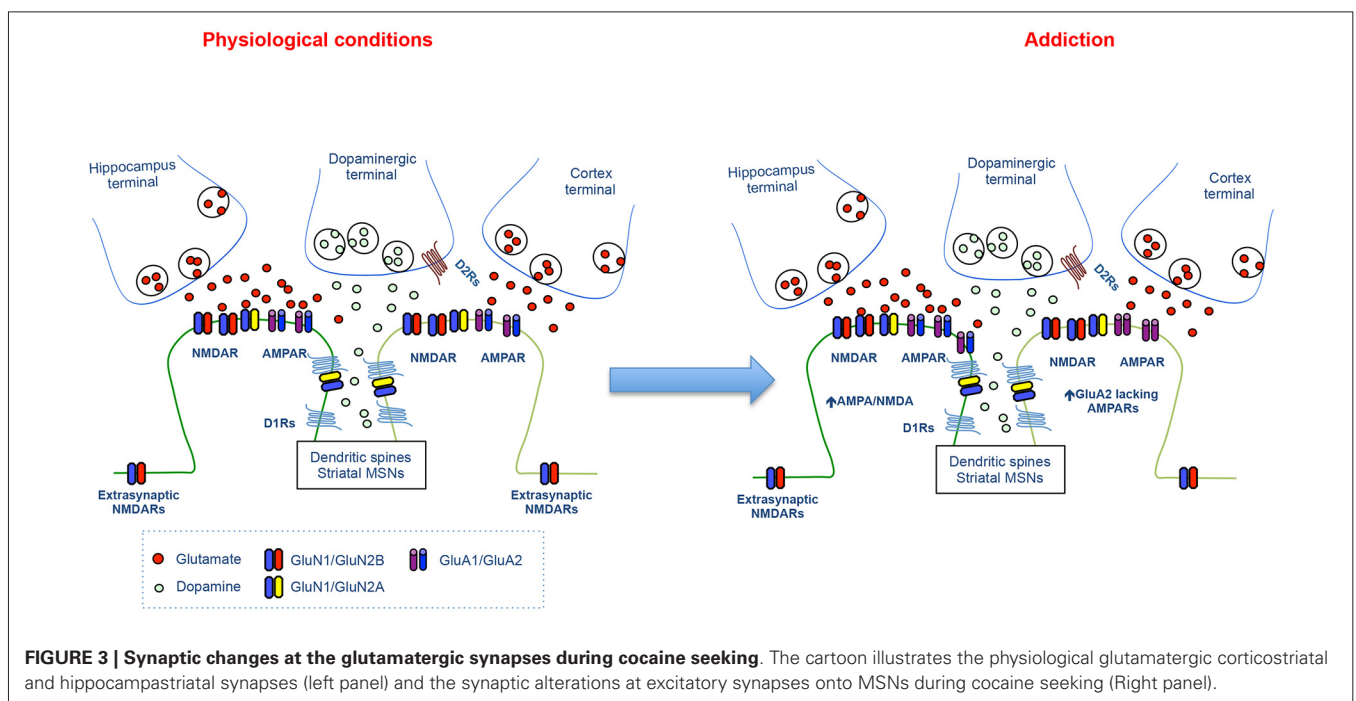 Physiological conditions
Hippocampus
terminal
Dopaminergic
terminal
Cortex
terminal
D2Rs
NMDAR
AMPAR
NMDAR
AMPAR
D1Rs
Dendritic spines
Striatal MSNs
Extrasynaptic
NMDARs
Extrasynaptic
NMDARs
Glutamate
GluN1/GluN2B
GluA1/GluA2
Dopamine
GluN1/GluN2A
Addiction
Hippocampus
terminal
Dopaminergic
terminal
Cortex
terminal
D2Rs
NMDAR
AMPAR
NMDAR
AMPAR
↑AMPA/NMDA
↑GluA2 lacking
AMPARs
D1Rs
Dendritic spines
Striatal MSNs
Extrasynaptic
NMDARs
FIGURE 3 | Synaptic changes at the glutamatergic synapses during cocaine seeking. The cartoon illustrates the physiological glutamatergic corticostriatal
and hippocampastriatal synapses (left panel) and the synaptic alterations at excitatory synapses onto MSNs during cocaine seeking (Right panel).